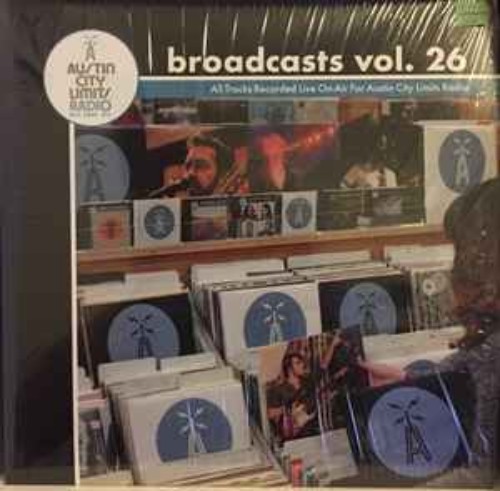 AUSTIN
CITY
LIMITS
RADIO
broadcasts vol. 26
All Tracks Recorded Live On-Air For Austin City Limits Radio